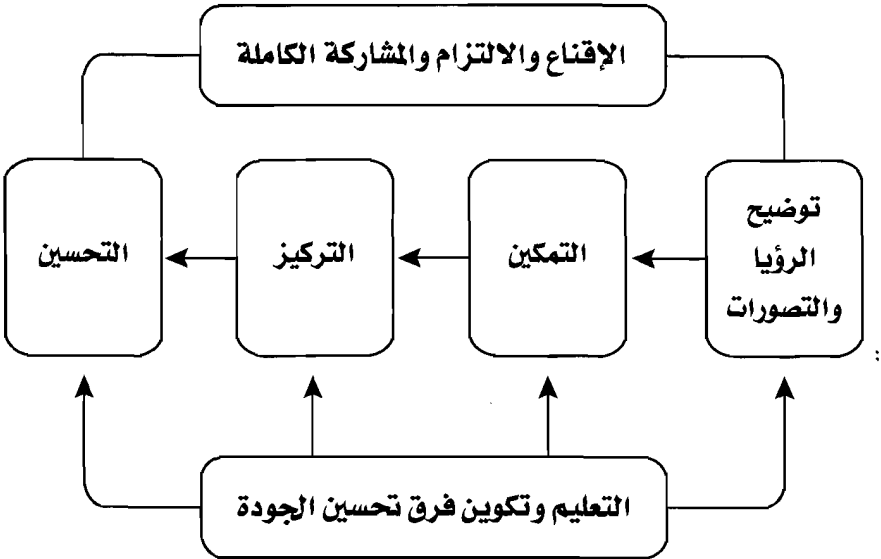 الإقناع والالتزام والمشاركة الكاملة
توضيح
الرؤيا
والتصورات
التمكين
التركيز
التحسين
التعليم وتكوين فرق تحسين الجودة